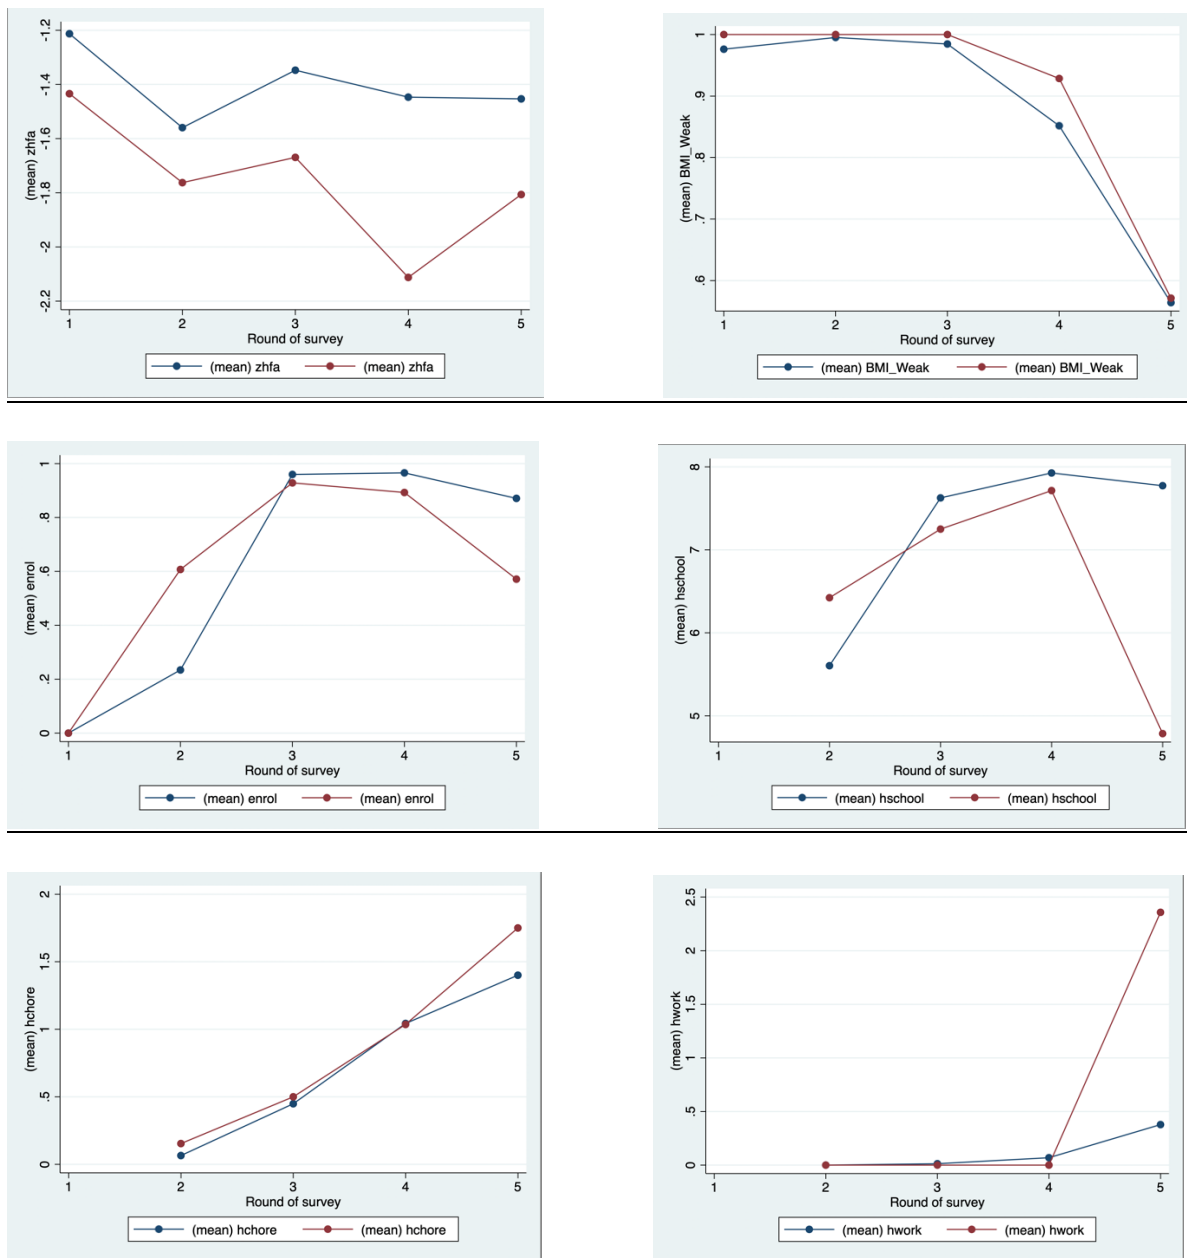 (mean) zhfa
-1.2
-1.4
-1.6
-1.8
-2
-2.2
1 2 3 4 5
Round of survey
(mean) zhfa (mean) zhfa
(mean) BMI_Weak
1
.9
.8
.7
.6
1 2 3 4 5
Round of survey
(mean) BMI_Weak (mean) BMI_Weak
(mean) enrol
1
.8
.6
.4
.2
0
1 2 3 4 5
Round of survey
(mean) enrol (mean) enrol
(mean) hschool
8
7
6
5
1 2 3 4 5
Round of survey
(mean) hschool (mean) hschool
(mean) hchore
2
1.5
1
.5
0
1 2 3 4 5
Round of survey
(mean) hchore (mean) hchore
(mean) hwork
2.5
2
1.5
1
.5
0
1 2 3 4 5
Round of survey
(mean) hwork (mean) hwork